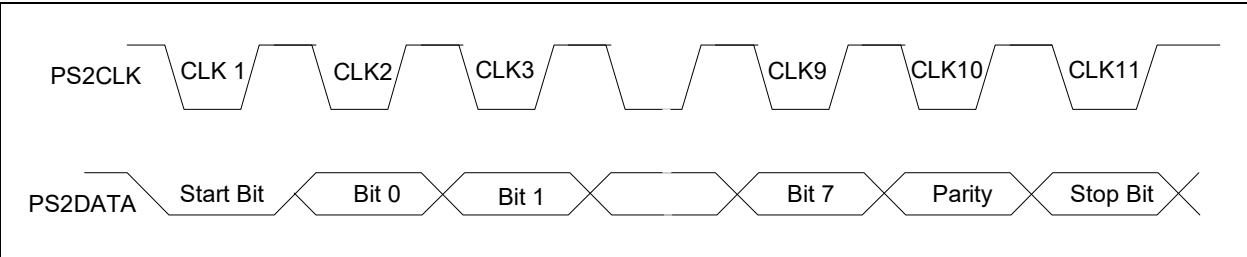 PS2CLK CLK 1 CLK2 CLK3 CLK9 CLK10 CLK11
PS2DATA Start Bit Bit 0 Bit 1 Bit 7 Parity Stop Bit